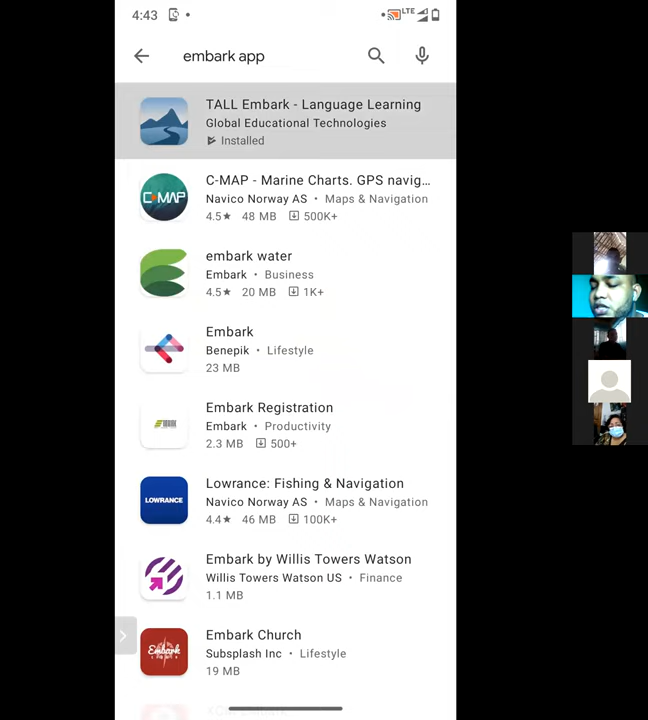 4:43
LTE
embark app
TALL Embark - Language Learning
Global Educational Technologies
Installed
C-MAP
C-MAP - Marine Charts. GPS navig...
Navico Norway AS • Maps & Navigation
4.5★ 48 MB 500K+
embark water
Embark • Business
4.5★ 20 MB 1K+
Embark
Benepik • Lifestyle
23 MB
Embark Registration
Embark • Productivity
2.3 MB 500+
LOWRANCE
Lowrance: Fishing & Navigation
Navico Norway AS • Maps & Navigation
4.4★ 46 MB 100K+
Embark by Willis Towers Watson
Willis Towers Watson US • Finance
1.1 MB
Embark
Embark Church
Subsplash Inc • Lifestyle
19 MB